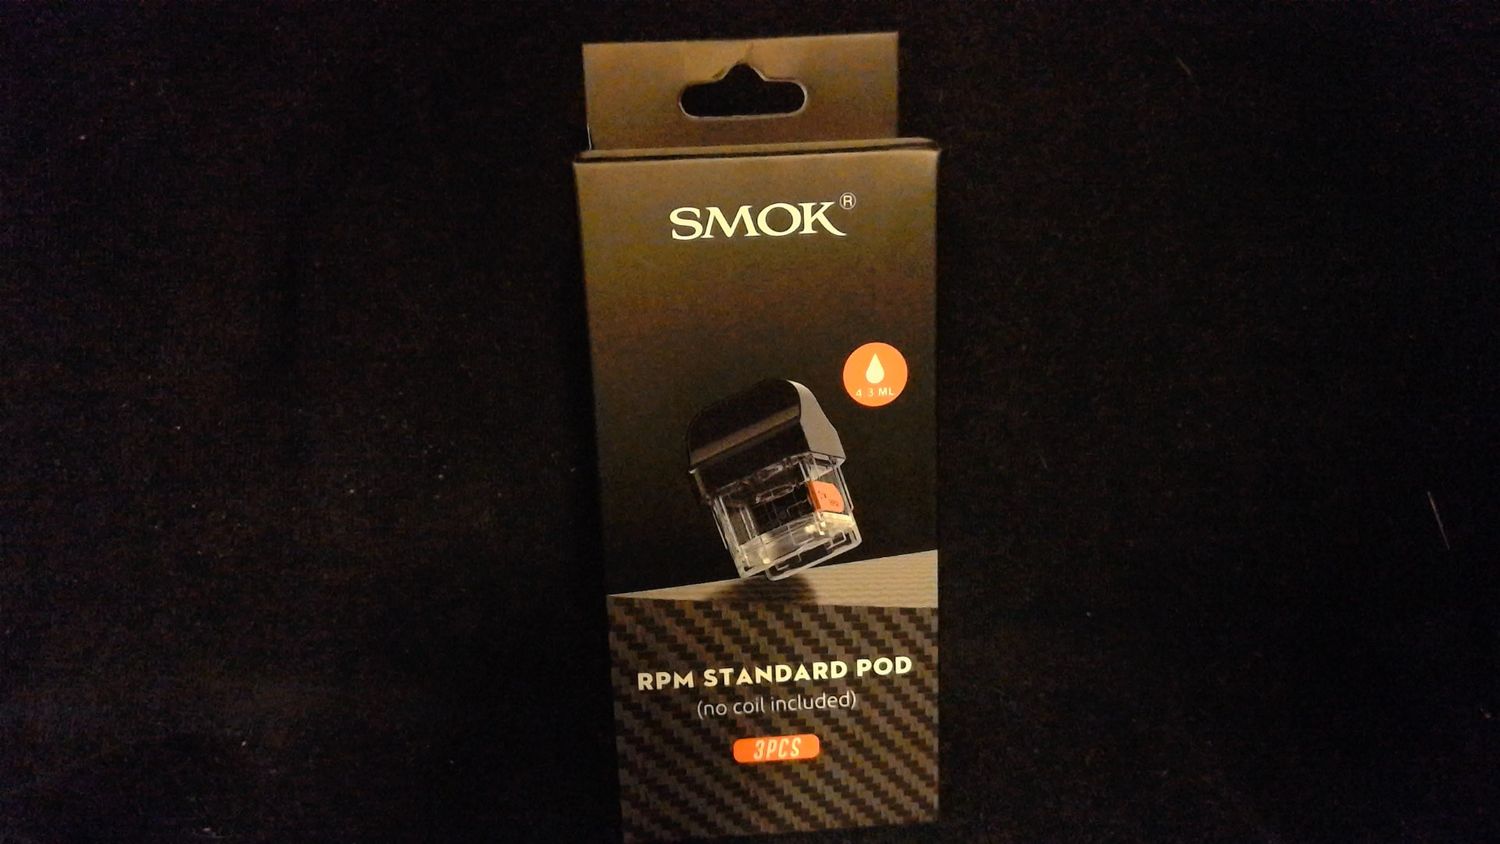 SMOK®
4.3 ML
RPM STANDARD POD
(no coil included)
3PCS